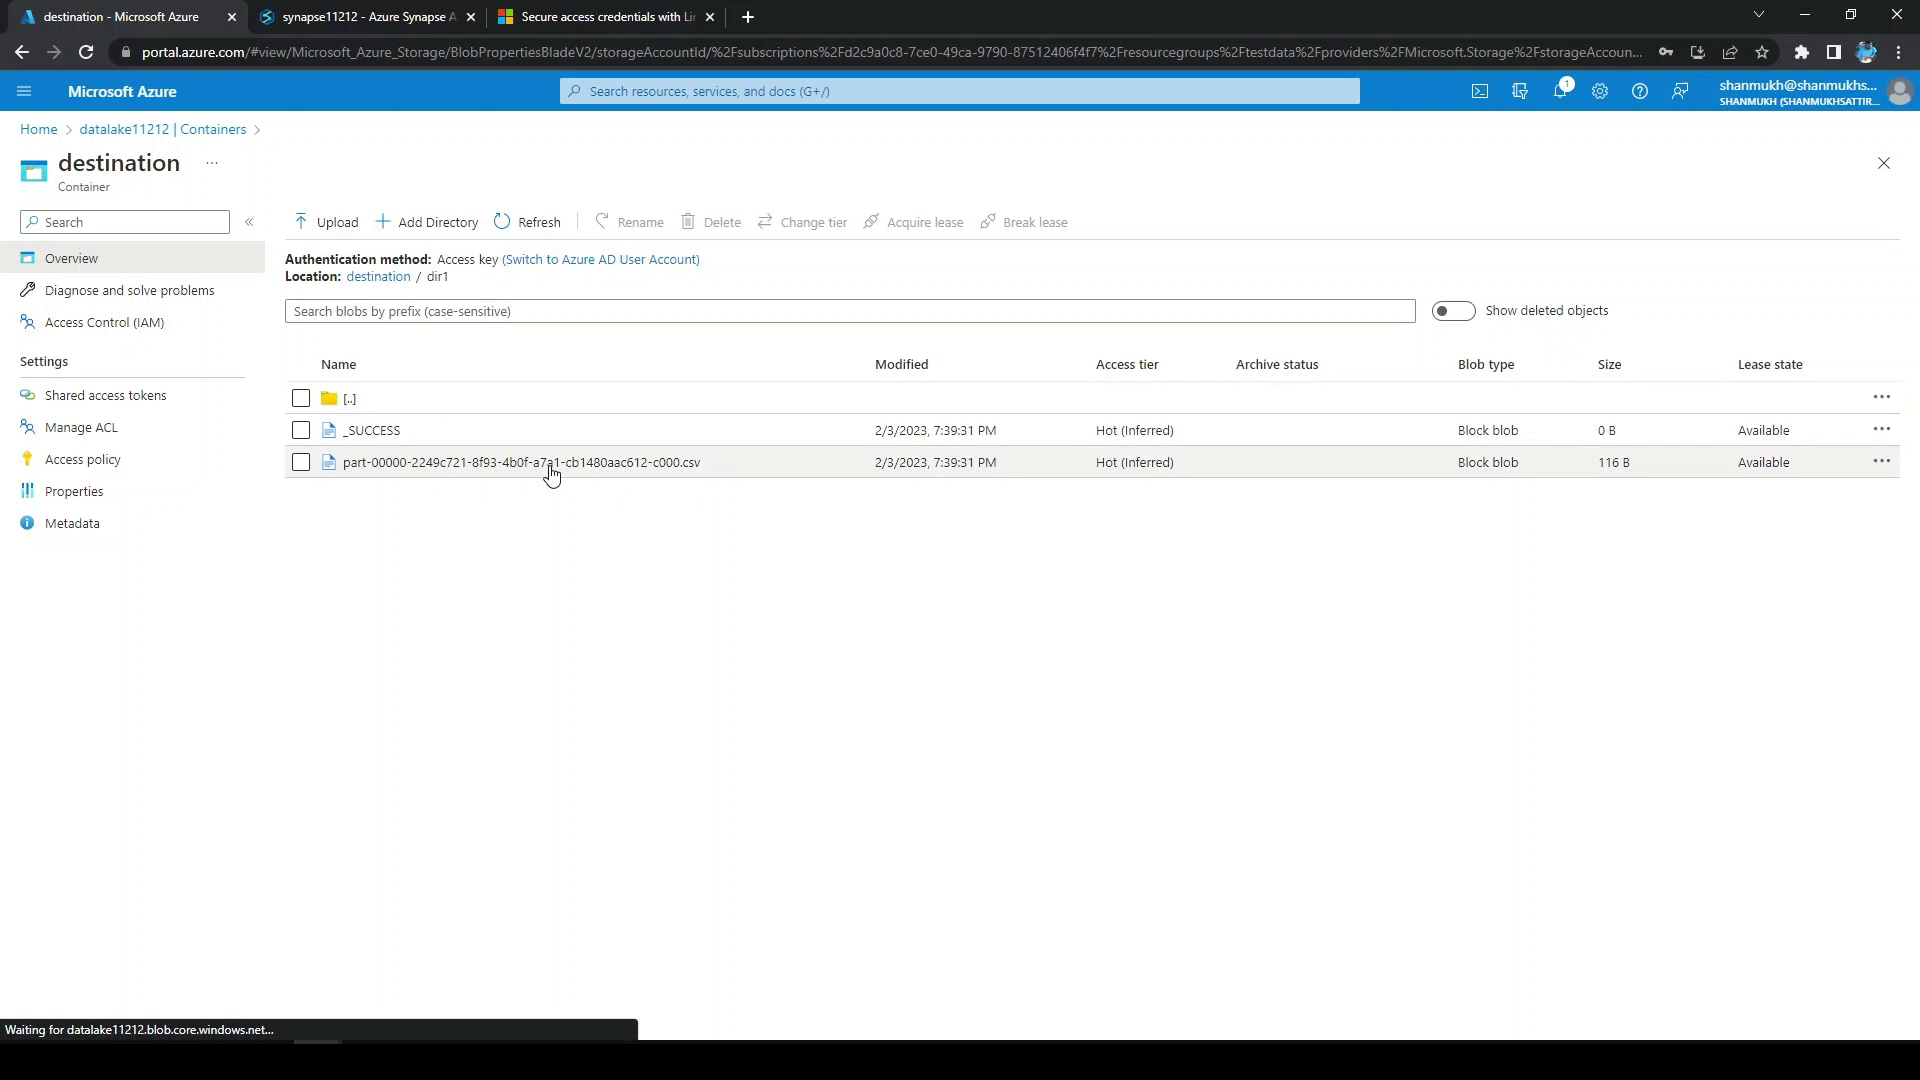 destination - Microsoft Azure
synapse11212 - Azure Synapse A
Secure access credentials with Lin
portal.azure.com/#view/Microsoft_Azure_Storage/BlobPropertiesBladeV2/storageAccountId/%2Fsubscriptions%2Fd2c9a0c8-7ce0-49ca-9790-87512406f4f7%2Fresourcegroups%2Ftestdata%2Fproviders%2FMicrosoft.Storage%2FstorageAccoun...
Microsoft Azure
Search resources, services, and docs (G+/)
1
shanmukh@shanmukhs...
SHANMUKH (SHANMUKHSATTIR...
Home > datalake11212 | Containers >
destination ...
Container
Search
«
Upload
Add Directory
Refresh
Rename
Delete
Change tier
Acquire lease
Break lease
Overview
Diagnose and solve problems
Access Control (IAM)
Settings
Shared access tokens
Manage ACL
Access policy
Properties
Metadata
Authentication method: Access key (Switch to Azure AD User Account)
Location: destination / dir1
Search blobs by prefix (case-sensitive)
Show deleted objects
Name Modified Access tier Archive status Blob type Size Lease state
[..]
_SUCCESS 2/3/2023, 7:39:31 PM Hot (Inferred) Block blob 0 B Available
part-00000-2249c721-8f93-4b0f-a7a1-cb1480aac612-c000.csv 2/3/2023, 7:39:31 PM Hot (Inferred) Block blob 116 B Available
Waiting for datalake11212.blob.core.windows.net...